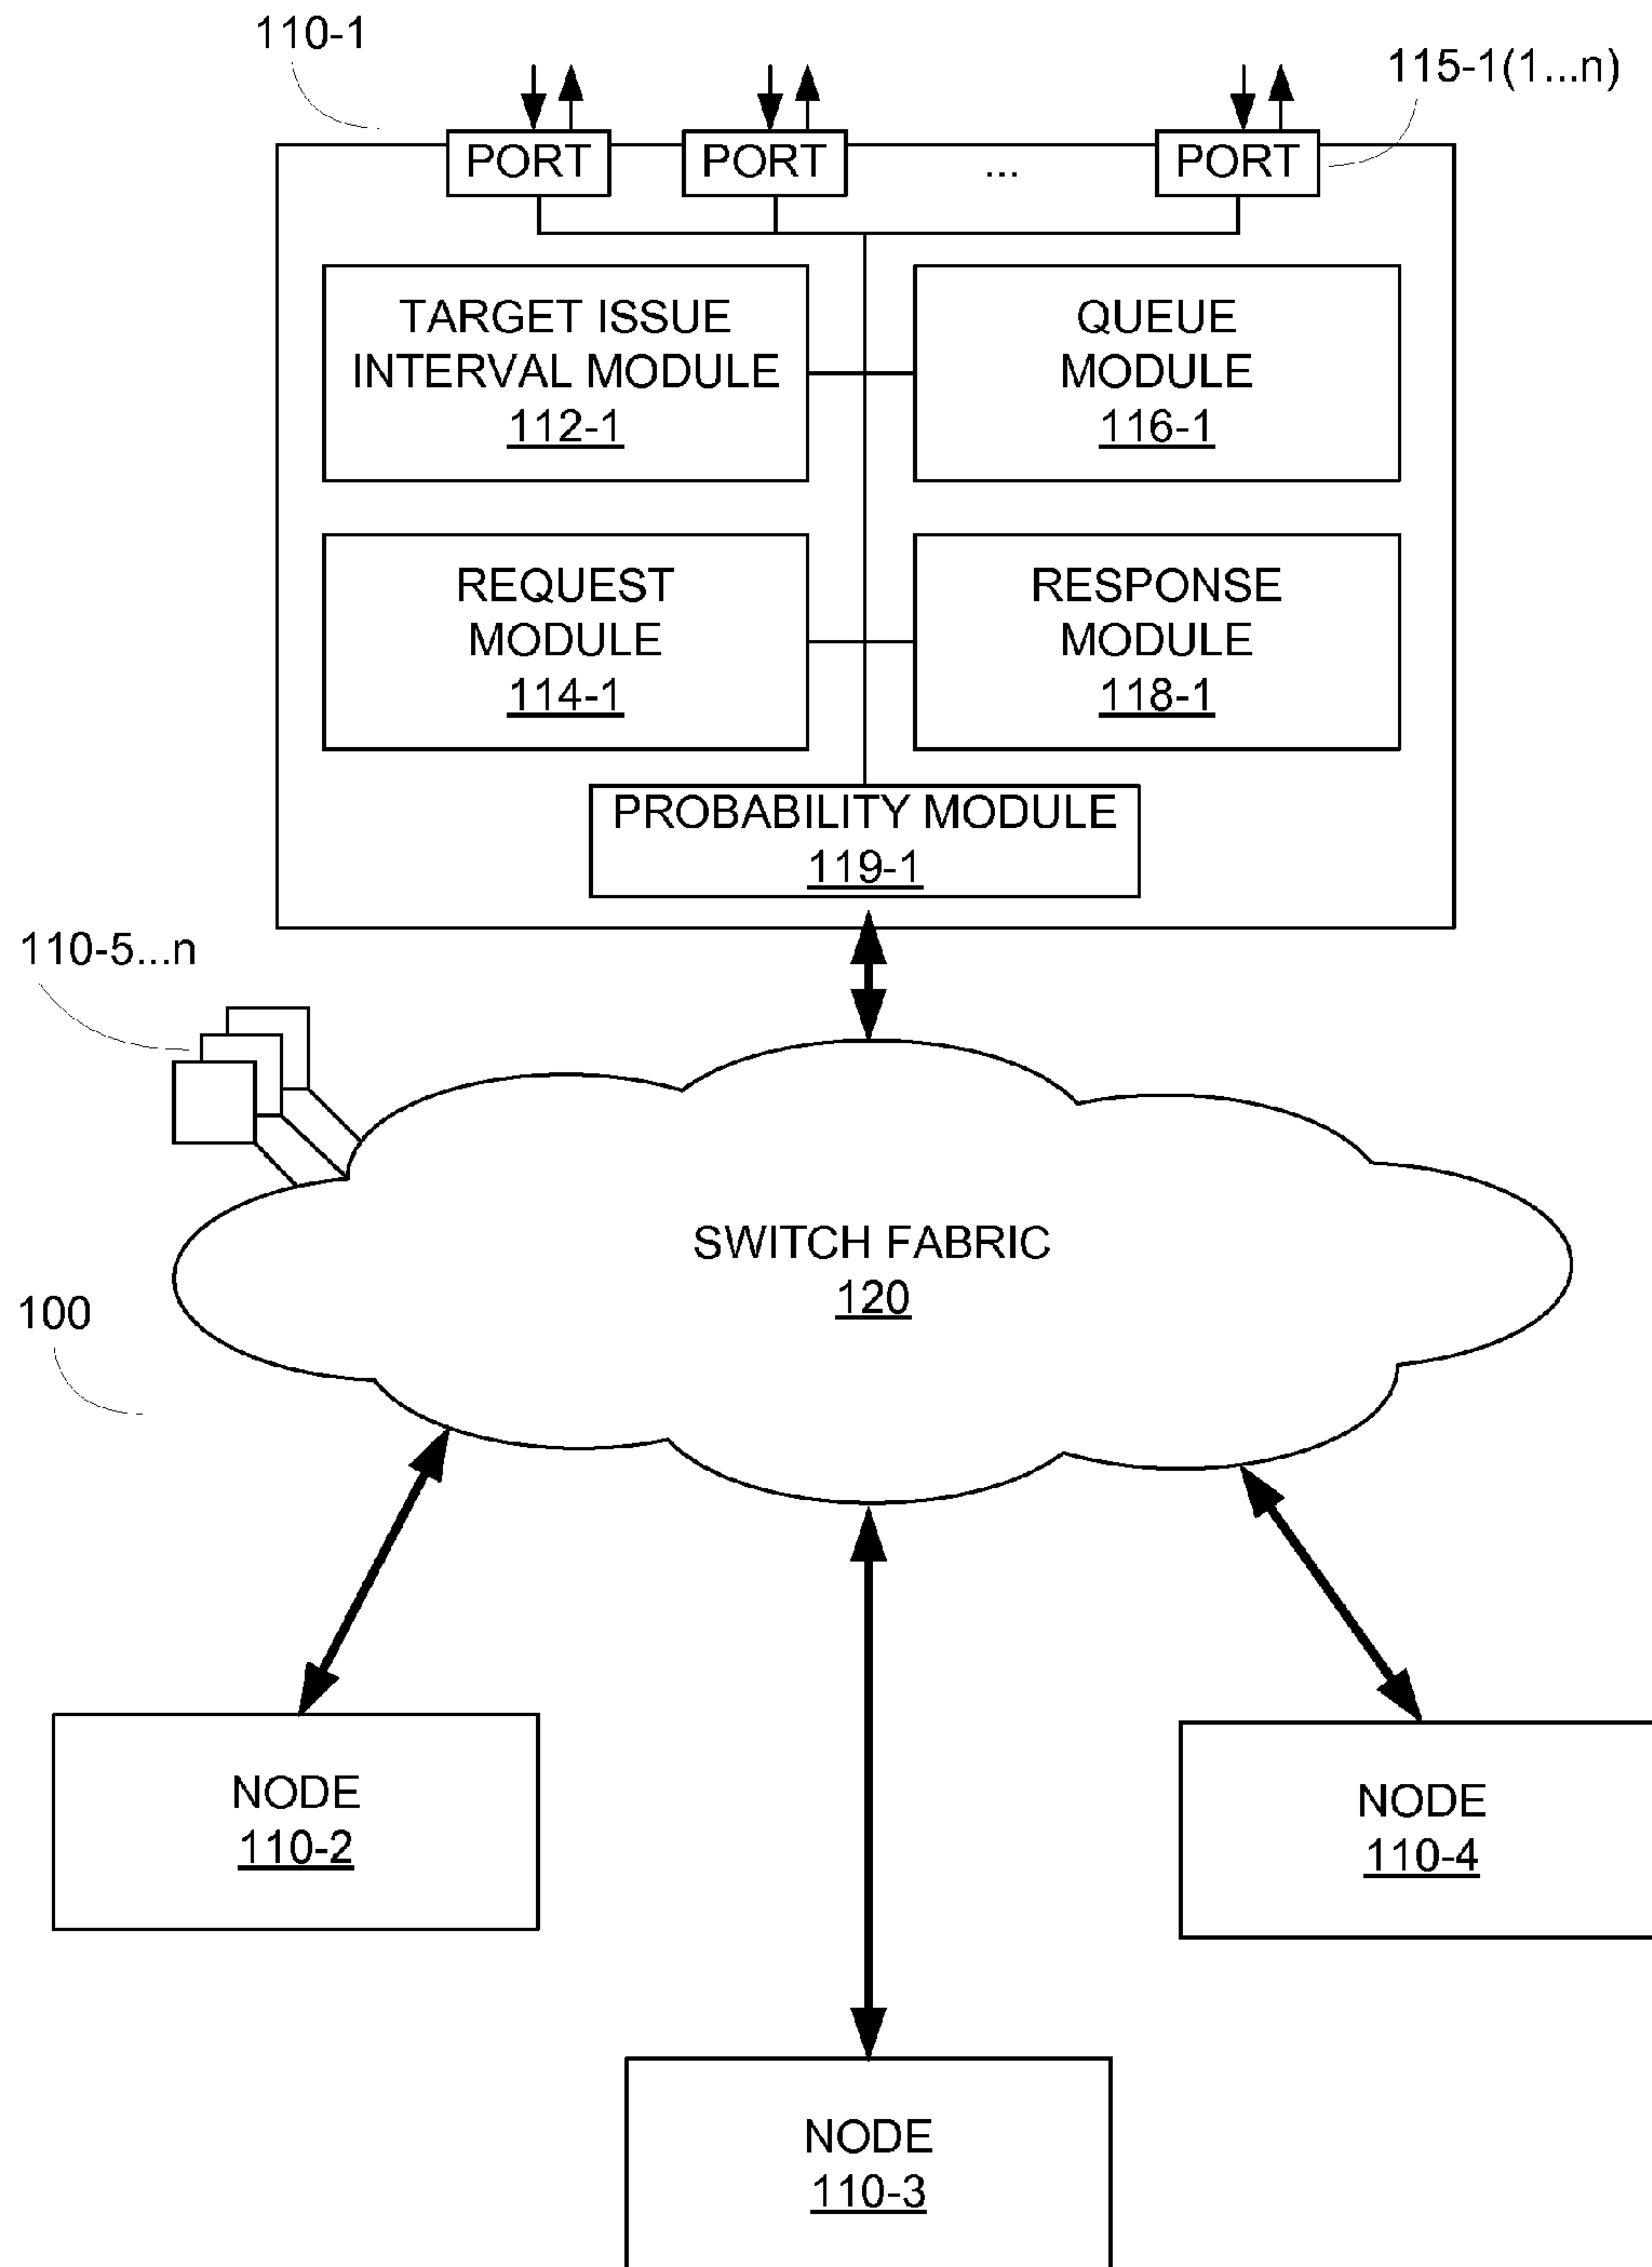 110-1
115-1(1...n)
PORT
PORT
...
PORT
TARGET ISSUE
INTERVAL MODULE
112-1
QUEUE
MODULE
116-1
REQUEST
MODULE
114-1
RESPONSE
MODULE
118-1
PROBABILITY MODULE
119-1
110-5...n
SWITCH FABRIC
120
100
NODE
110-2
NODE
110-4
NODE
110-3